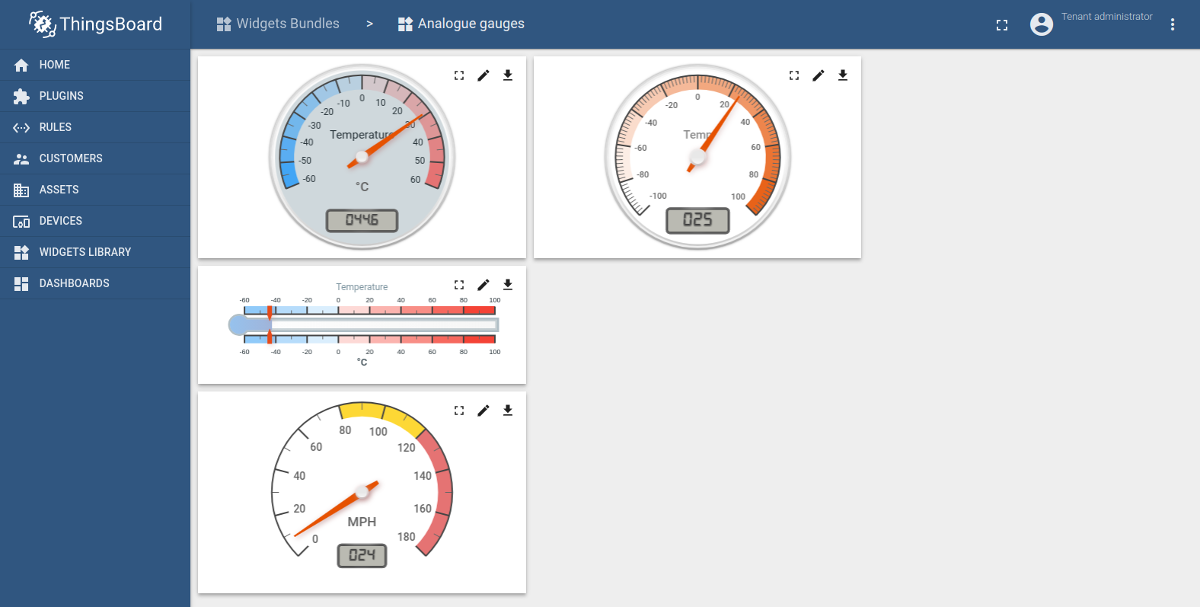 ThingsBoard
Widgets Bundles > Analogue gauges
Tenant administrator
HOME
PLUGINS
RULES
CUSTOMERS
ASSETS
DEVICES
WIDGETS LIBRARY
DASHBOARDS
-60 -50 -40 -30 -20 -10 0 10 20 30 40 50 60
Temperature
°C
044.6
-100 -80 -60 -40 -20 0 20 40 60 80 100
Temp
025
Temperature
-60 -40 -20 0 20 40 60 80 100
-60 -40 -20 0 20 40 60 80 100
°C
0 20 40 60 80 100 120 140 160 180
MPH
024